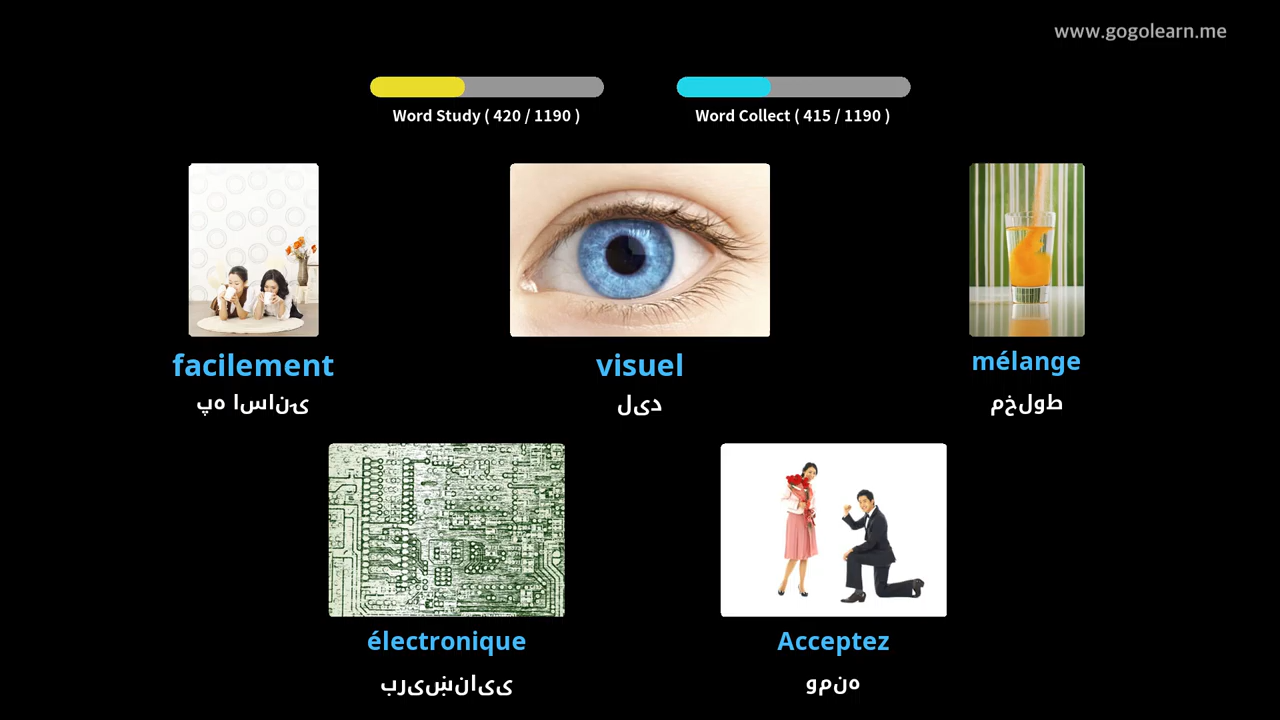 www.gogolearn.me
Word Study ( 420 / 1190 )
Word Collect ( 415 / 1190 )
facilement
په اسانۍ
visuel
لید
mélange
مخلوط
électronique
بریښنایی
Acceptez
ومنه